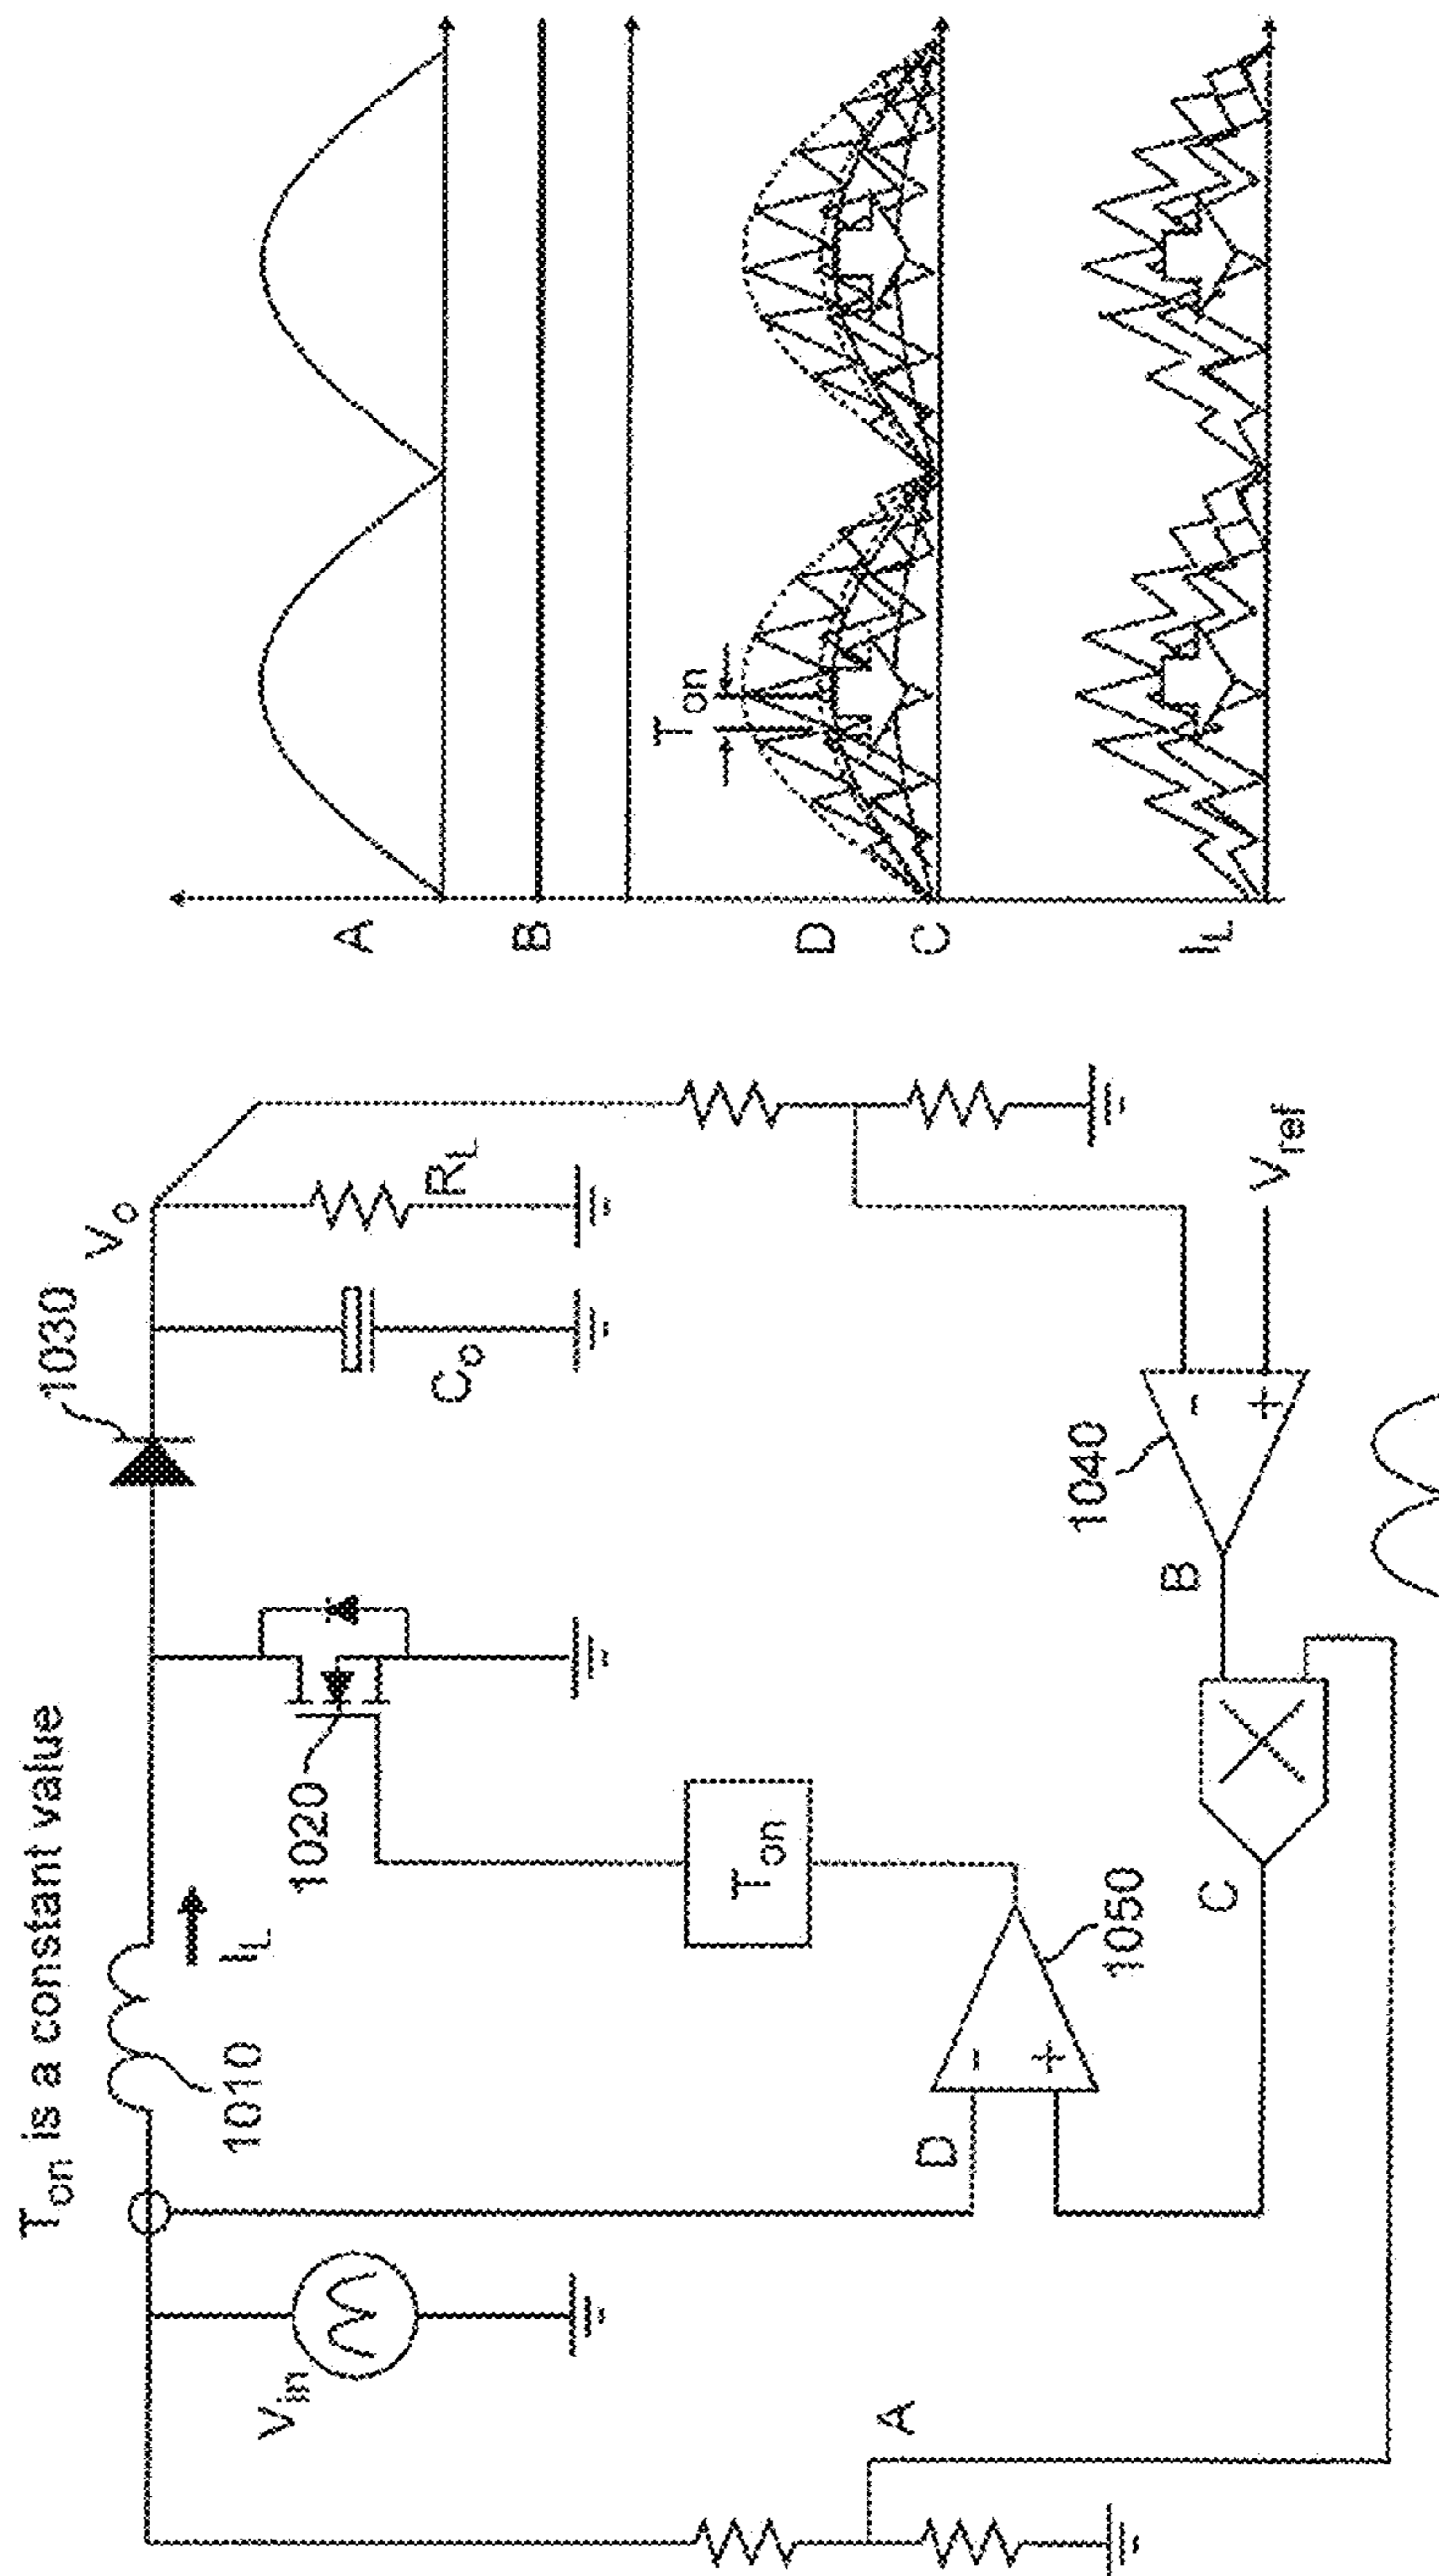 T_on is a constant value
1010
I_L
1020
1030
V_o
V_in
C_o
R_L
T_on
A
D
-
+
1050
C
B
1040
-
+
V_ref
A
B
D
C
I_L
T_on